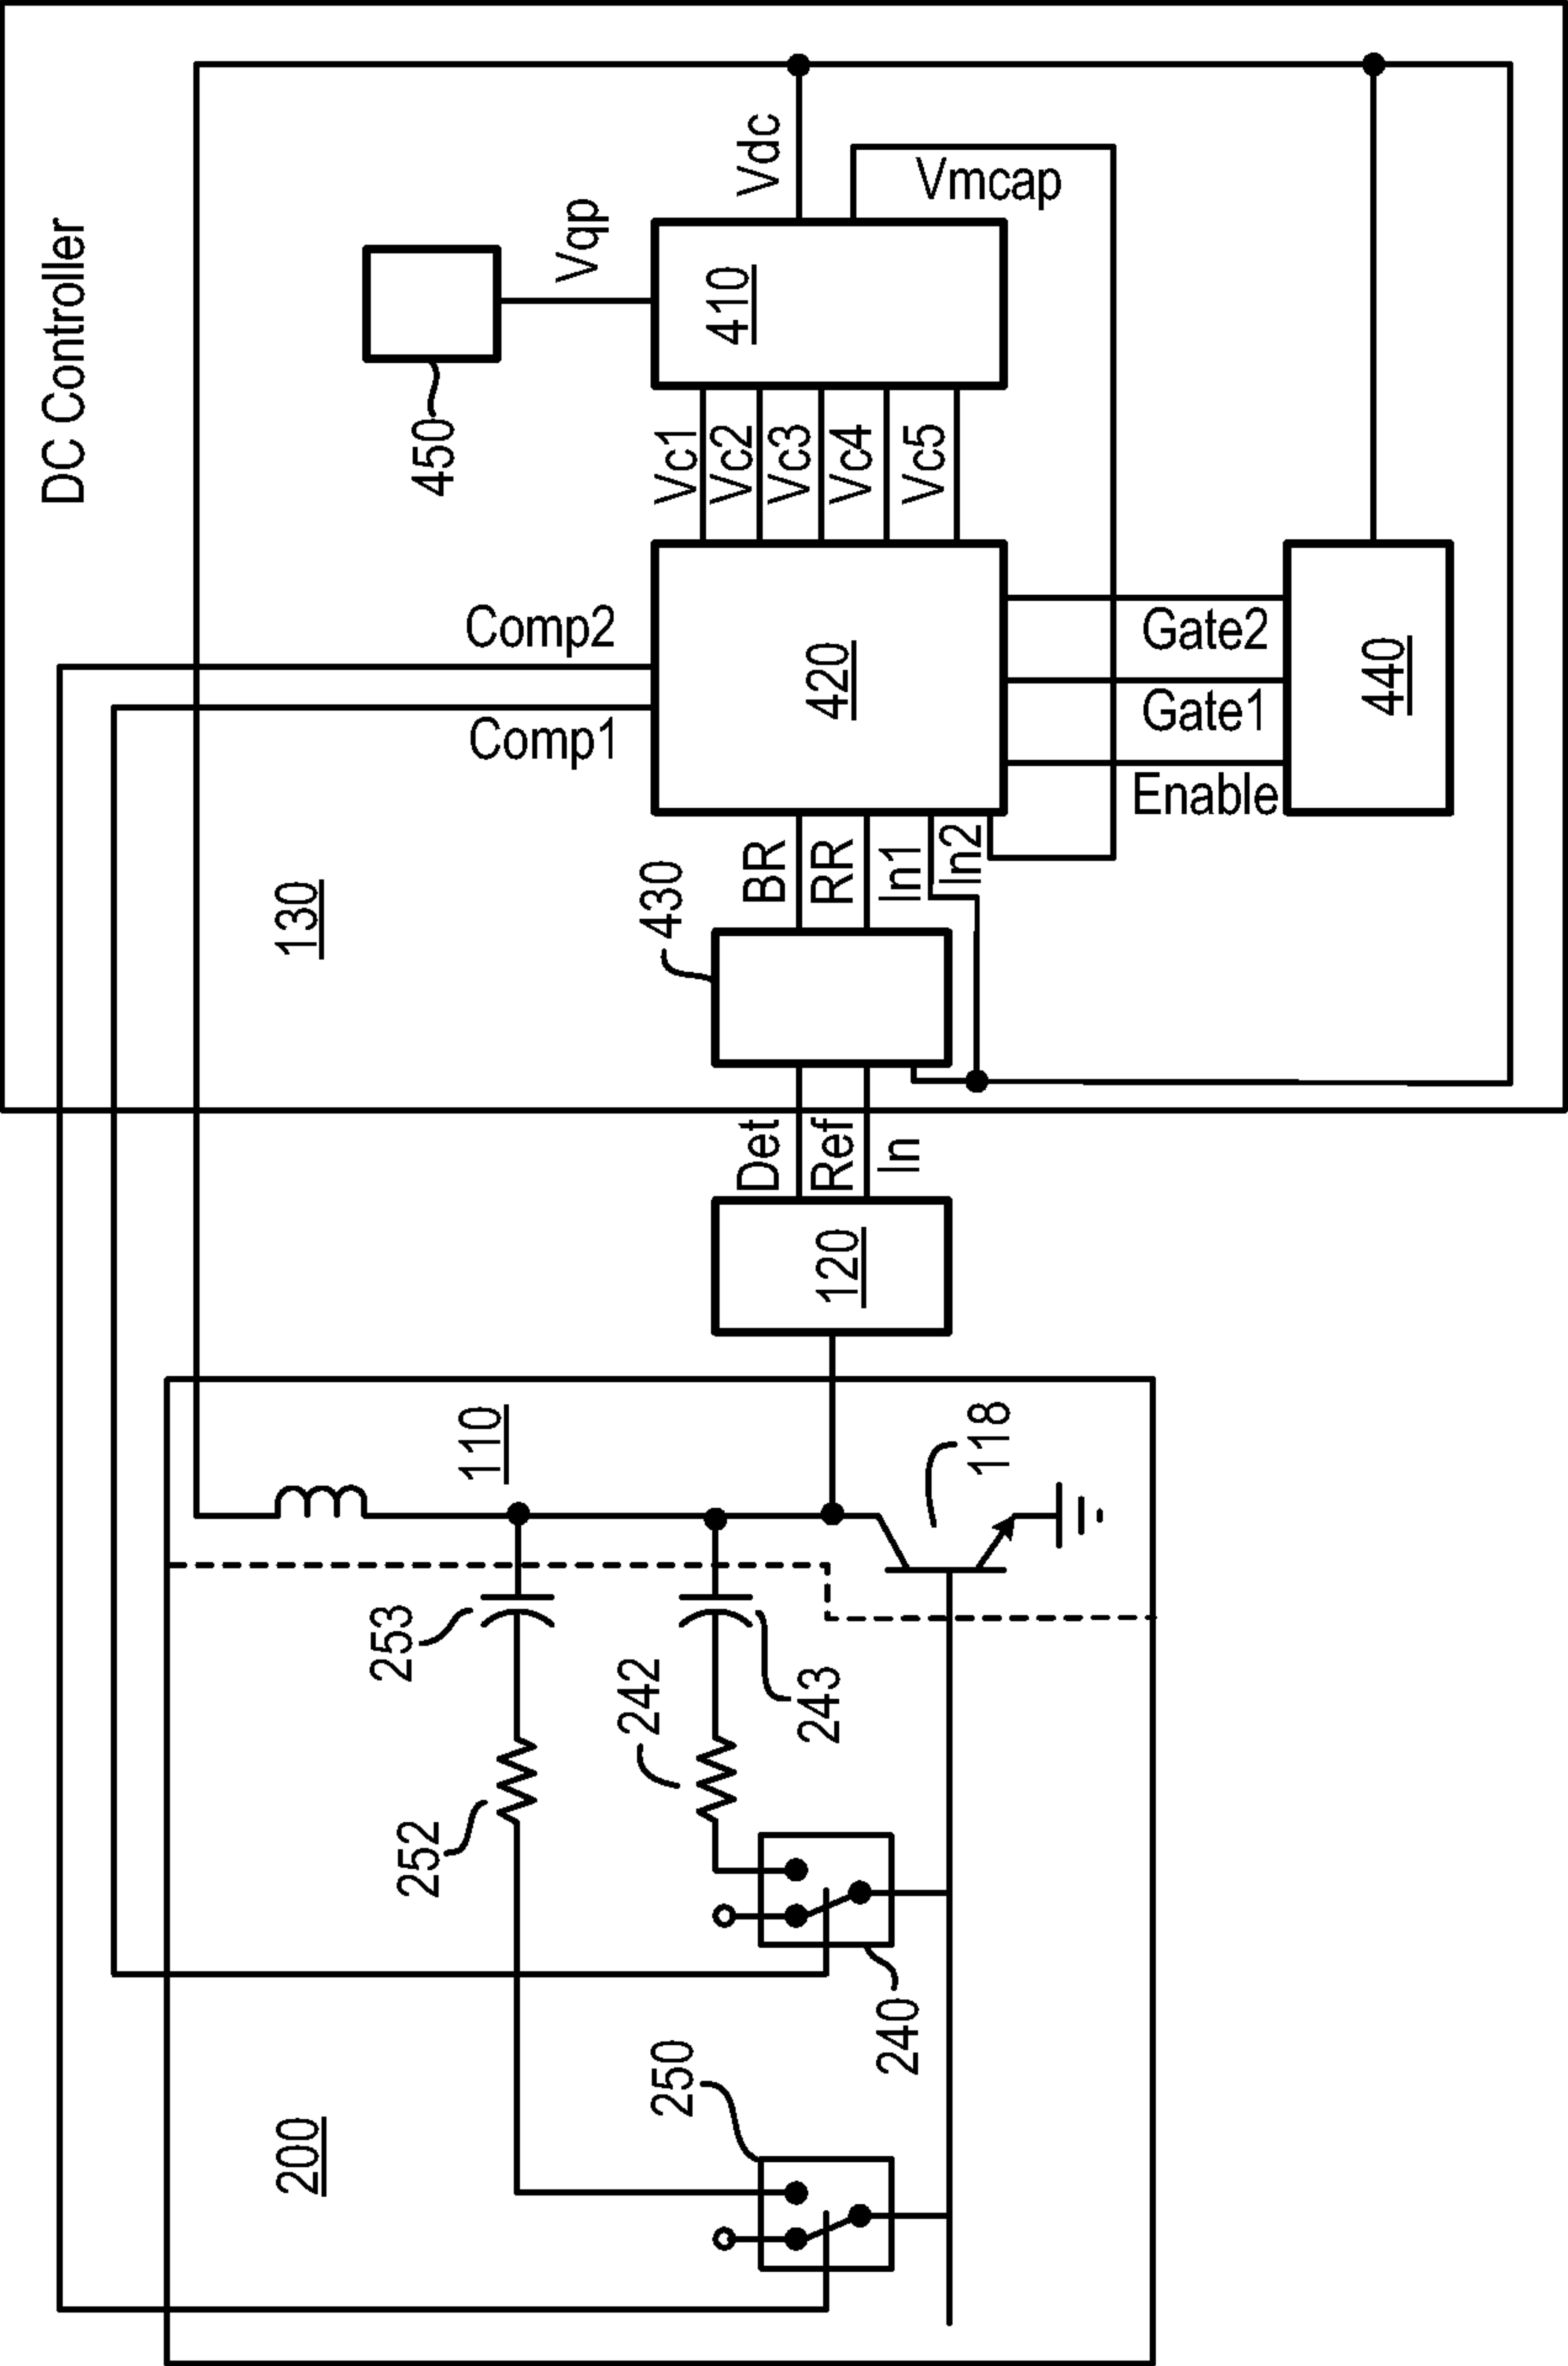 DC Controller
130
450
Vqp
Vdc
Vmcap
410
Vc1
Vc2
Vc3
Vc4
Vc5
Comp2
Comp1
420
Gate2
Gate1
Enable
440
BR
RR
In1
In2
430
Det
Ref
In
120
110
118
253
252
242
243
240
250
200